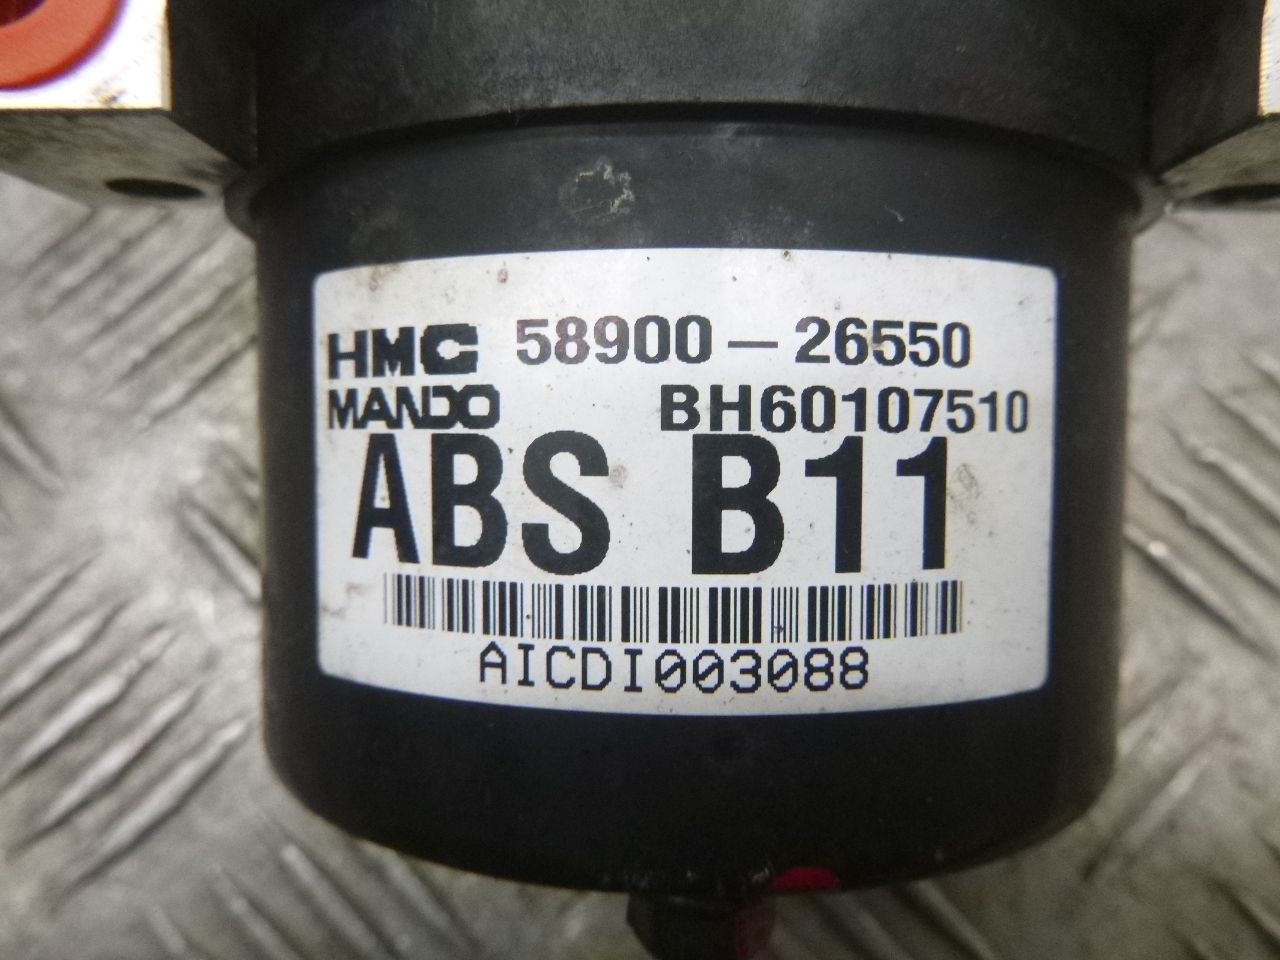 HMC 58900-26550
MANDO BH60107510
ABS B11
AICDI003088